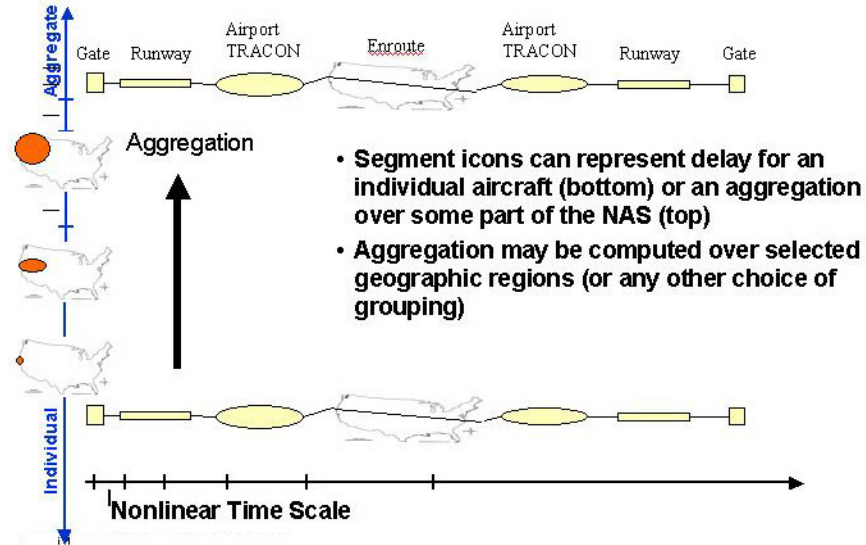 Aggregate
Gate
Runway
Airport
TRACON
Enroute
Airport
TRACON
Runway
Gate
Aggregation
• Segment icons can represent delay for an
individual aircraft (bottom) or an aggregation
over some part of the NAS (top)
• Aggregation may be computed over selected
geographic regions (or any other choice of
grouping)
Individual
Nonlinear Time Scale